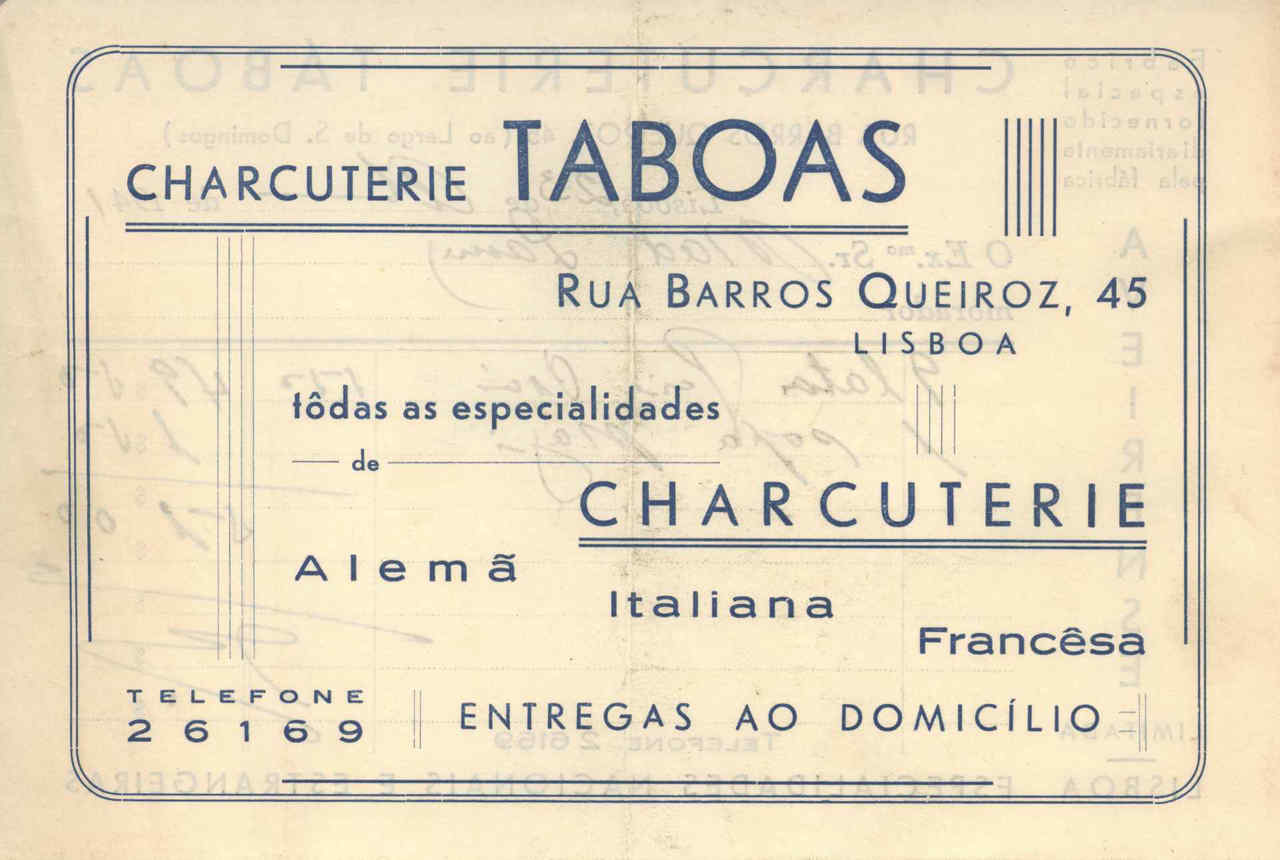 CHARCUTERIE TABOAS
RUA BARROS QUEIROZ, 45
LISBOA
tôdas as especialidades
de
CHARCUTERIE
Alemã
Italiana
Francêsa
TELEFONE
26169
ENTREGAS AO DOMICÍLIO